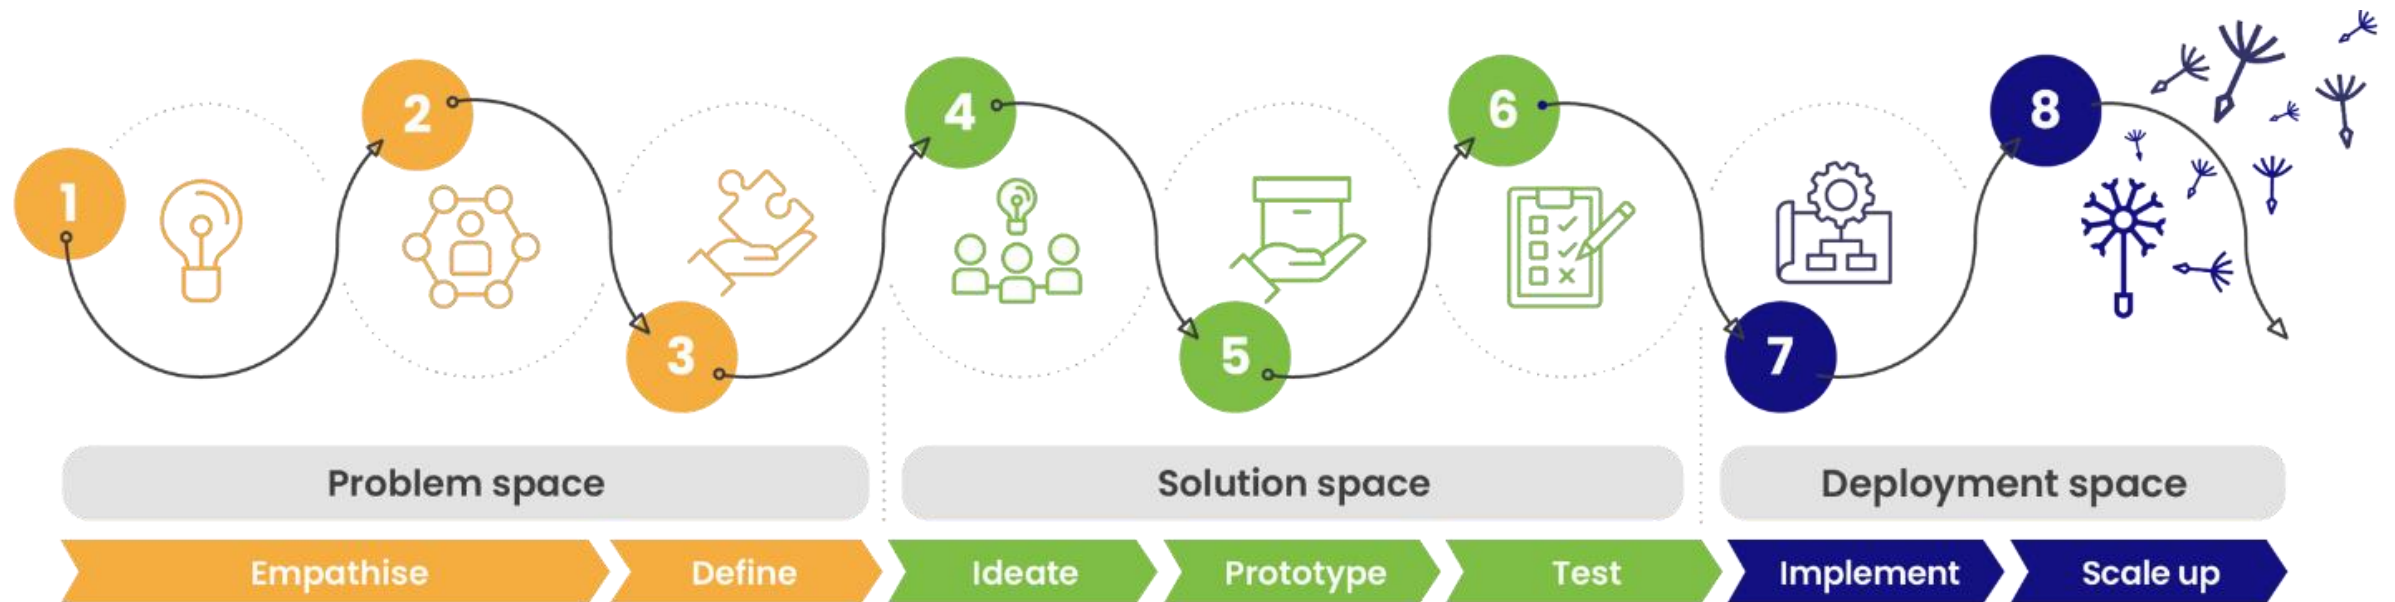 1
2
3
4
5
6
7
8
Problem space
Solution space
Deployment space
Empathise
Define
Ideate
Prototype
Test
Implement
Scale up